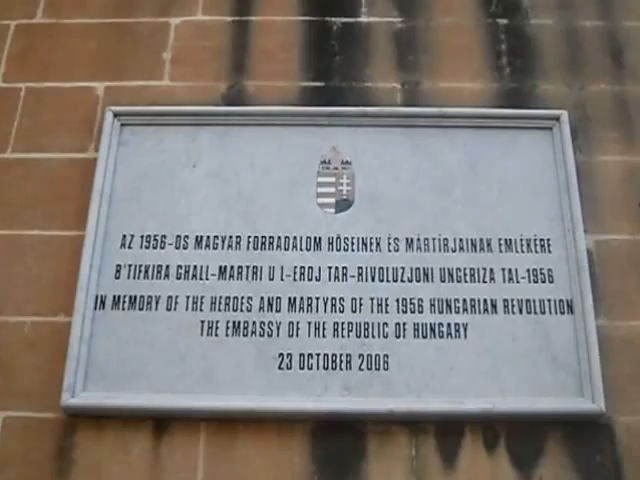 AZ 1956-OS MAGYAR FORRADALOM HŐSEINEK ÉS MÁRTÍRJAINAK EMLÉKÉRE
B'TIFKIRA GHALL-MARTRI U L-EROJ TAR-RIVOLUZJONI UNGERIZA TAL-1956
IN MEMORY OF THE HEROES AND MARTYRS OF THE 1956 HUNGARIAN REVOLUTION
THE EMBASSY OF THE REPUBLIC OF HUNGARY
23 OCTOBER 2006